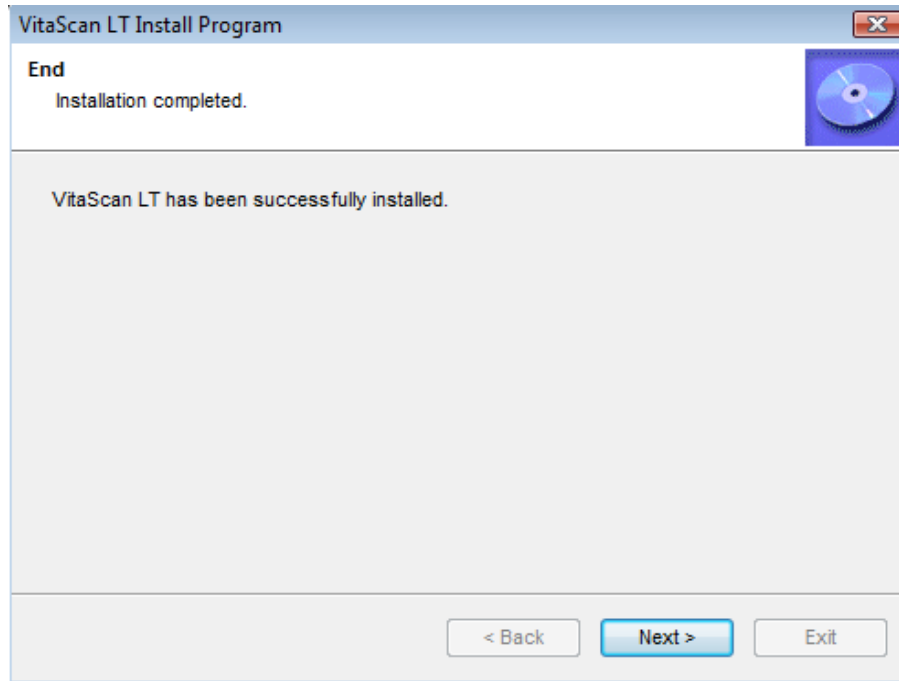 VitaScan LT Install Program
End
Installation completed.
VitaScan LT has been successfully installed.
< Back
Next >
Exit